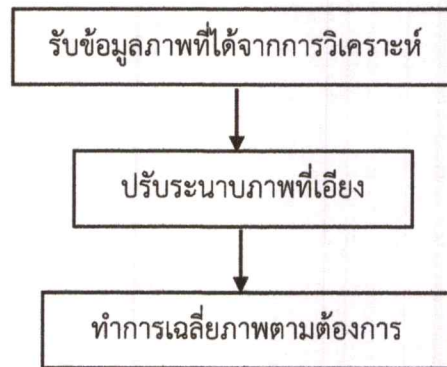 รับข้อมูลภาพที่ได้จากการวิเคราะห์
ปรับระนาบภาพที่เอียง
ทำการเฉลี่ยภาพตามต้องการ